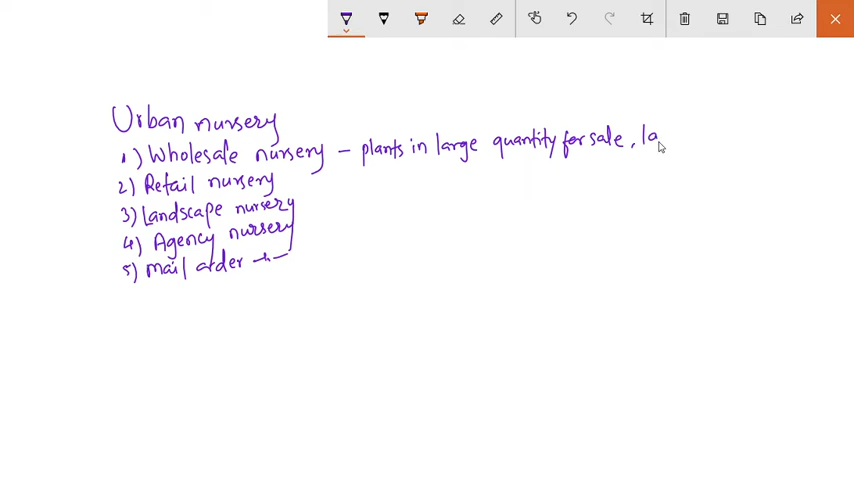 Urban nursery
1) Wholesale nursery – plants in large quantity for sale, la
2) Retail nursery
3) Landscape nursery
4) Agency nursery
5) Mail order –〃–